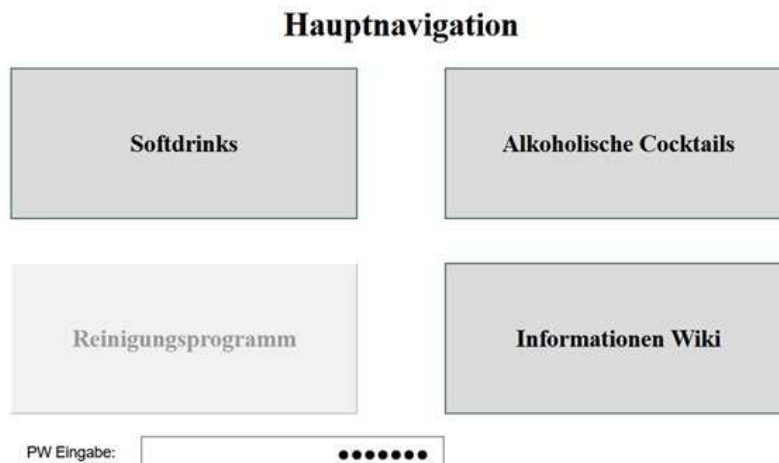 Hauptnavigation
Softdrinks
Alkoholische Cocktails
Reinigungsprogramm
Informationen Wiki
PW Eingabe: ●●●●●●●